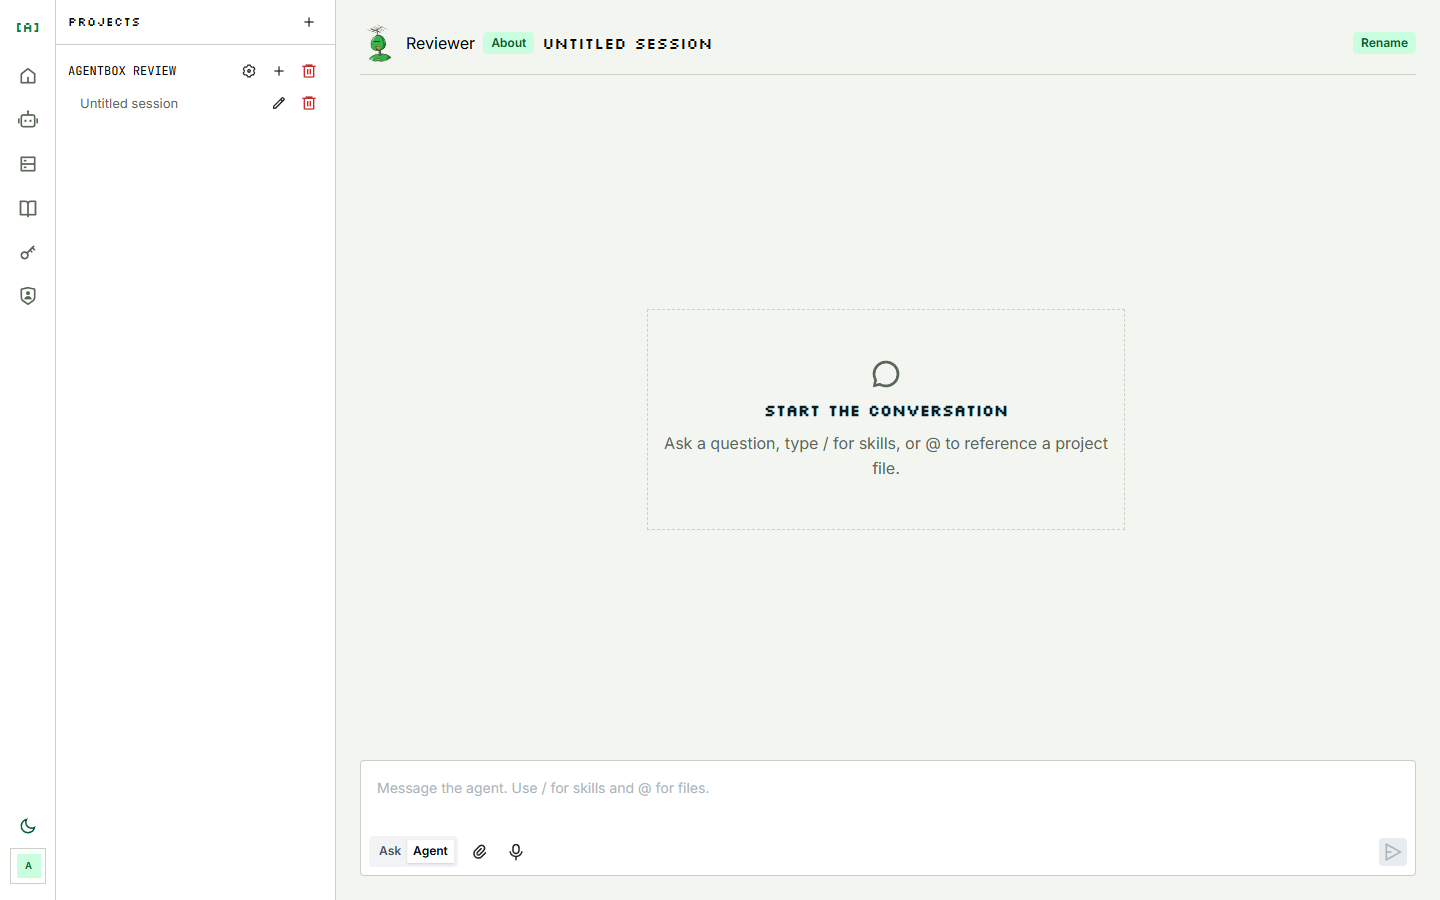 [A]
PROJECTS
AGENTBOX REVIEW
Untitled session
Reviewer About UNTITLED SESSION
Rename
START THE CONVERSATION
Ask a question, type / for skills, or @ to reference a project
file.
Message the agent. Use / for skills and @ for files.
Ask Agent
A